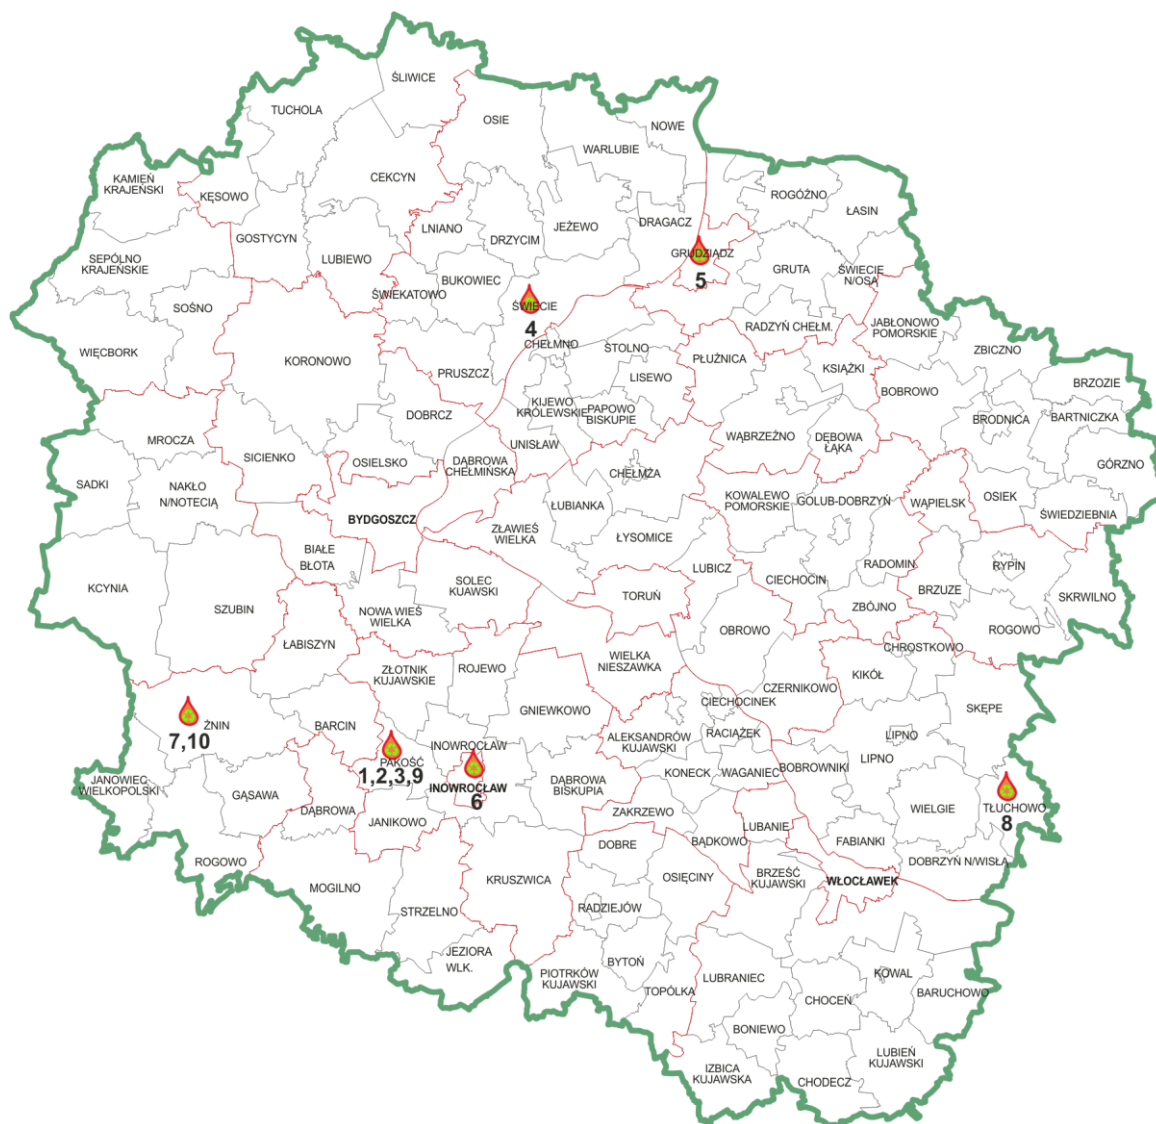 ŚLIWICE
TUCHOLA
OSIE
NOWE
WARLUBIE
KAMIEŃ
KRAJEŃSKI
KĘSOWO
CEKCYN
ROGÓŹNO
ŁASIN
GOSTYCYN
LNIANO
DRZYCIM
JEŻEWO
DRAGACZ
GRUDZIĄDZ
5
SEPÓLNO
KRAJEŃSKIE
LUBIEWO
BUKOWIEC
GRUTA
ŚWIECIE
N/OSĄ
SOŚNO
ŚWIEKATOWO
ŚWIECIE
4
RADZYŃ CHEŁM.
JABŁONOWO
POMORSKIE
WIĘCBORK
KORONOWO
CHEŁMNO
STOLNO
PŁUŻNICA
ZBICZNO
PRUSZCZ
LISEWO
KSIĄŻKI
BOBROWO
BRZOZIE
DOBRCZ
KIJEWO
KRÓLEWSKIE
PAPOWO
BISKUPIE
BRODNICA
BARTNICZKA
MROCZA
SICIENKO
OSIELSKO
DĄBROWA
CHEŁMIŃSKA
UNISŁAW
WĄBRZEŹNO
DĘBOWA
ŁĄKA
GÓRZNO
SADKI
NAKŁO
N/NOTECIĄ
CHEŁMŻA
KOWALEWO
POMORSKIE
GOLUB-DOBRZYŃ
WĄPIELSK
OSIEK
ŚWIEDZIEBNIA
BYDGOSZCZ
ZŁAWIEŚ
WIELKA
ŁUBIANKA
ŁYSOMICE
BIAŁE
BŁOTA
LUBICZ
CIECHOCIN
RADOMIN
RYPIN
KCYNIA
SZUBIN
SOLEC
KUAWSKI
TORUŃ
BRZUZE
SKRWILNO
NOWA WIEŚ
WIELKA
ZBÓJNO
ŁABISZYN
OBROWO
ROGOWO
ZŁOTNIK
KUJAWSKIE
ROJEWO
WIELKA
NIESZAWKA
CHROSTKOWO
KIKÓŁ
CZERNIKOWO
ŻNIN
7,10
BARCIN
GNIEWKOWO
CIECHOCINEK
SKĘPE
INOWROCŁAW
ALEKSANDRÓW
KUJAWSKI
RACIĄŻEK
LIPNO
PAKOŚĆ
1,2,3,9
INOWROCŁAW
6
DĄBROWA
BISKUPIA
KONECK
WAGANIEC
BOBROWNIKI
LIPNO
JANOWIEC
WIELKOPOLSKI
GĄSAWA
DĄBROWA
JANIKOWO
ZAKRZEWO
WIELGIE
TŁUCHOWO
8
LUBANIE
BĄDKOWO
FABIANKI
ROGOWO
DOBRE
DOBRZYŃ N/WISŁĄ
MOGILNO
KRUSZWICA
OSIĘCINY
BRZEŚĆ
KUJAWSKI
WŁOCŁAWEK
STRZELNO
RADZIEJÓW
JEZIORA
WLK.
BYTOŃ
PIOTRKÓW
KUJAWSKI
TOPÓLKA
LUBRANIEC
KOWAL
CHOCEŃ
BARUCHOWO
BONIEWO
IZBICA
KUJAWSKA
LUBIEŃ
KUJAWSKI
CHODECZ